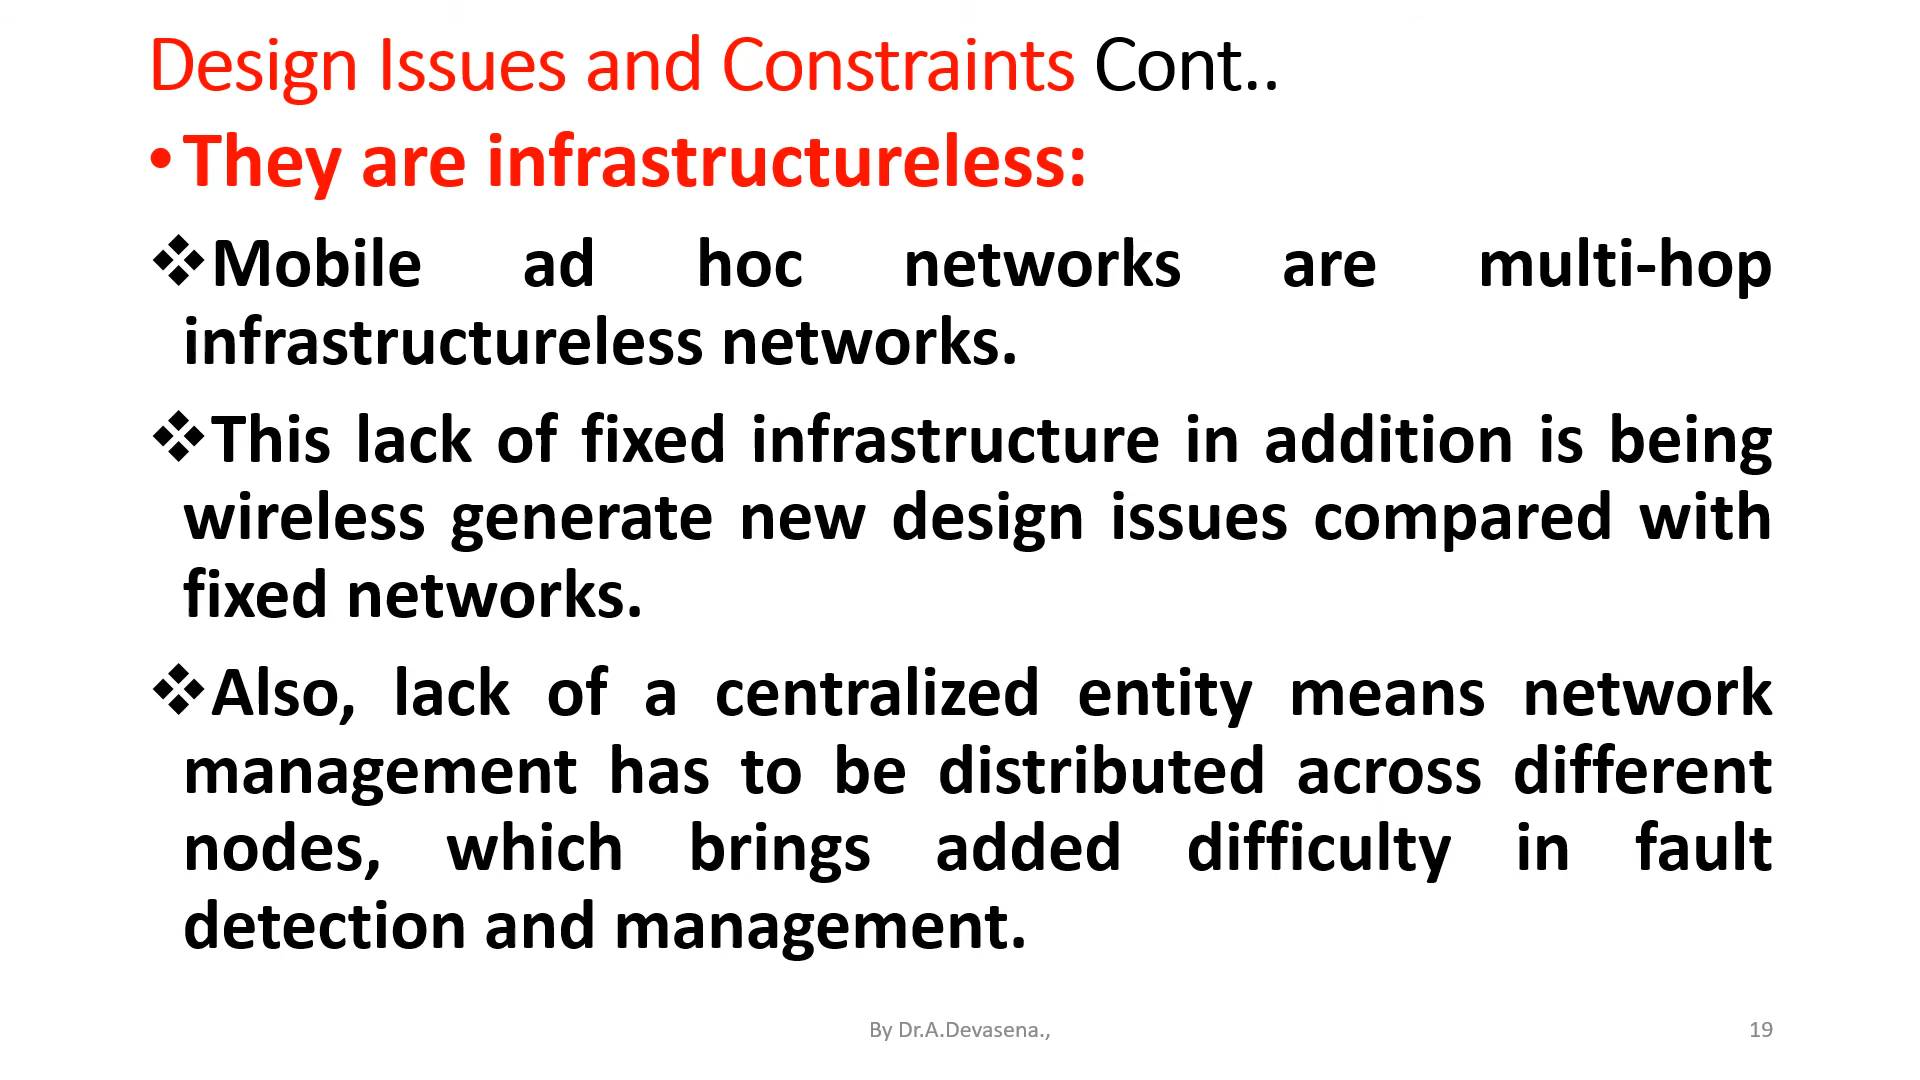 Design Issues and Constraints Cont..
• They are infrastructureless:
❖Mobile ad hoc networks are multi-hop
infrastructureless networks.
❖This lack of fixed infrastructure in addition is being
wireless generate new design issues compared with
fixed networks.
❖Also, lack of a centralized entity means network
management has to be distributed across different
nodes, which brings added difficulty in fault
detection and management.
By Dr.A.Devasena.,
19